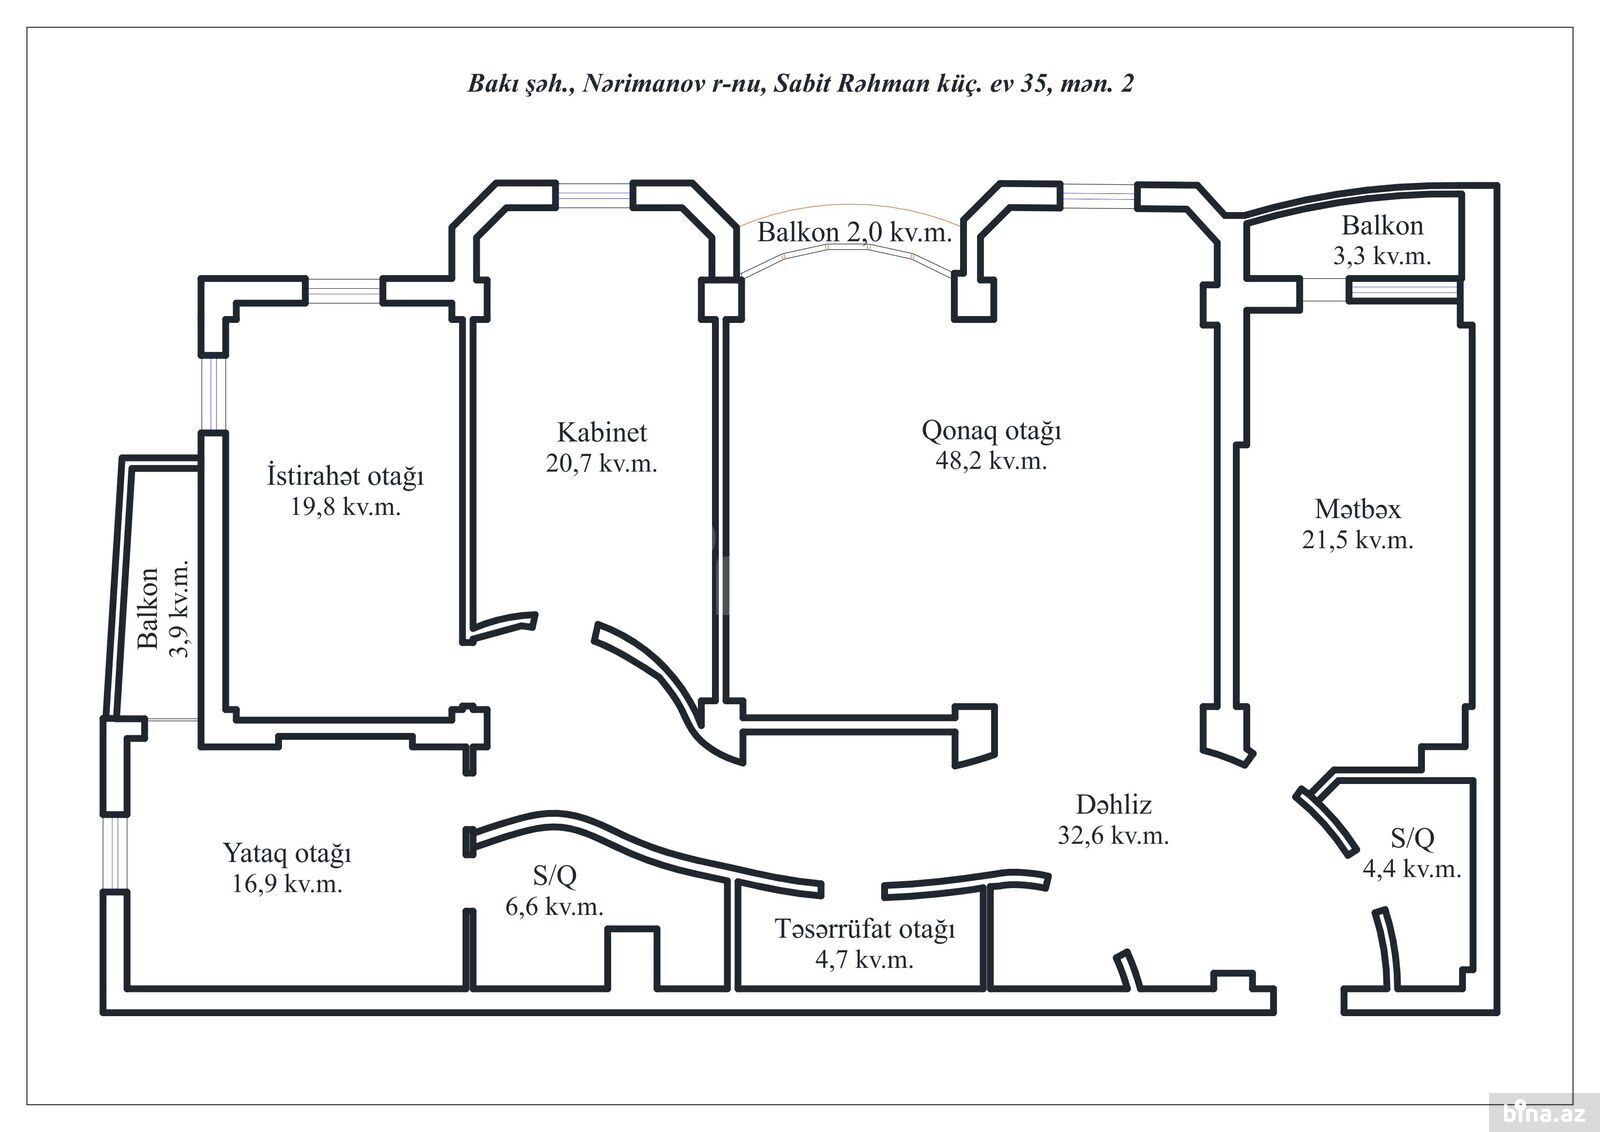 Bakı şəh., Nərimanov r-nu, Sabit Rəhman küç. ev 35, mən. 2
Balkon 2,0 kv.m.
Balkon
3,3 kv.m.
Kabinet
20,7 kv.m.
Qonaq otağı
48,2 kv.m.
İstirahət otağı
19,8 kv.m.
Mətbəx
21,5 kv.m.
Balkon
3,9 kv.m.
Dəhliz
32,6 kv.m.
S/Q
4,4 kv.m.
Yataq otağı
16,9 kv.m.
S/Q
6,6 kv.m.
Təsərrüfat otağı
4,7 kv.m.
bina.az